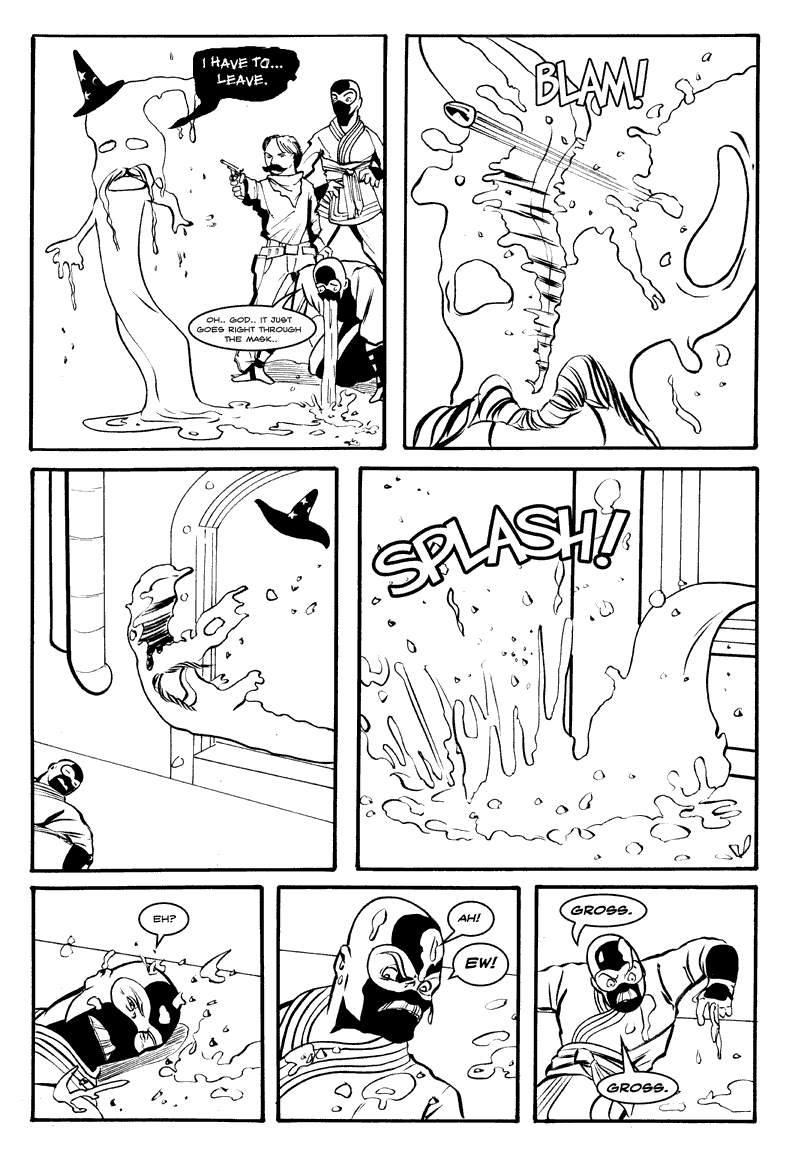 I HAVE TO...
LEAVE.
OH.. GOD.. IT JUST
GOES RIGHT THROUGH
THE MASK..
BLAM!
SPLASH!
EH?
AH!
EW!
GROSS.
GROSS.